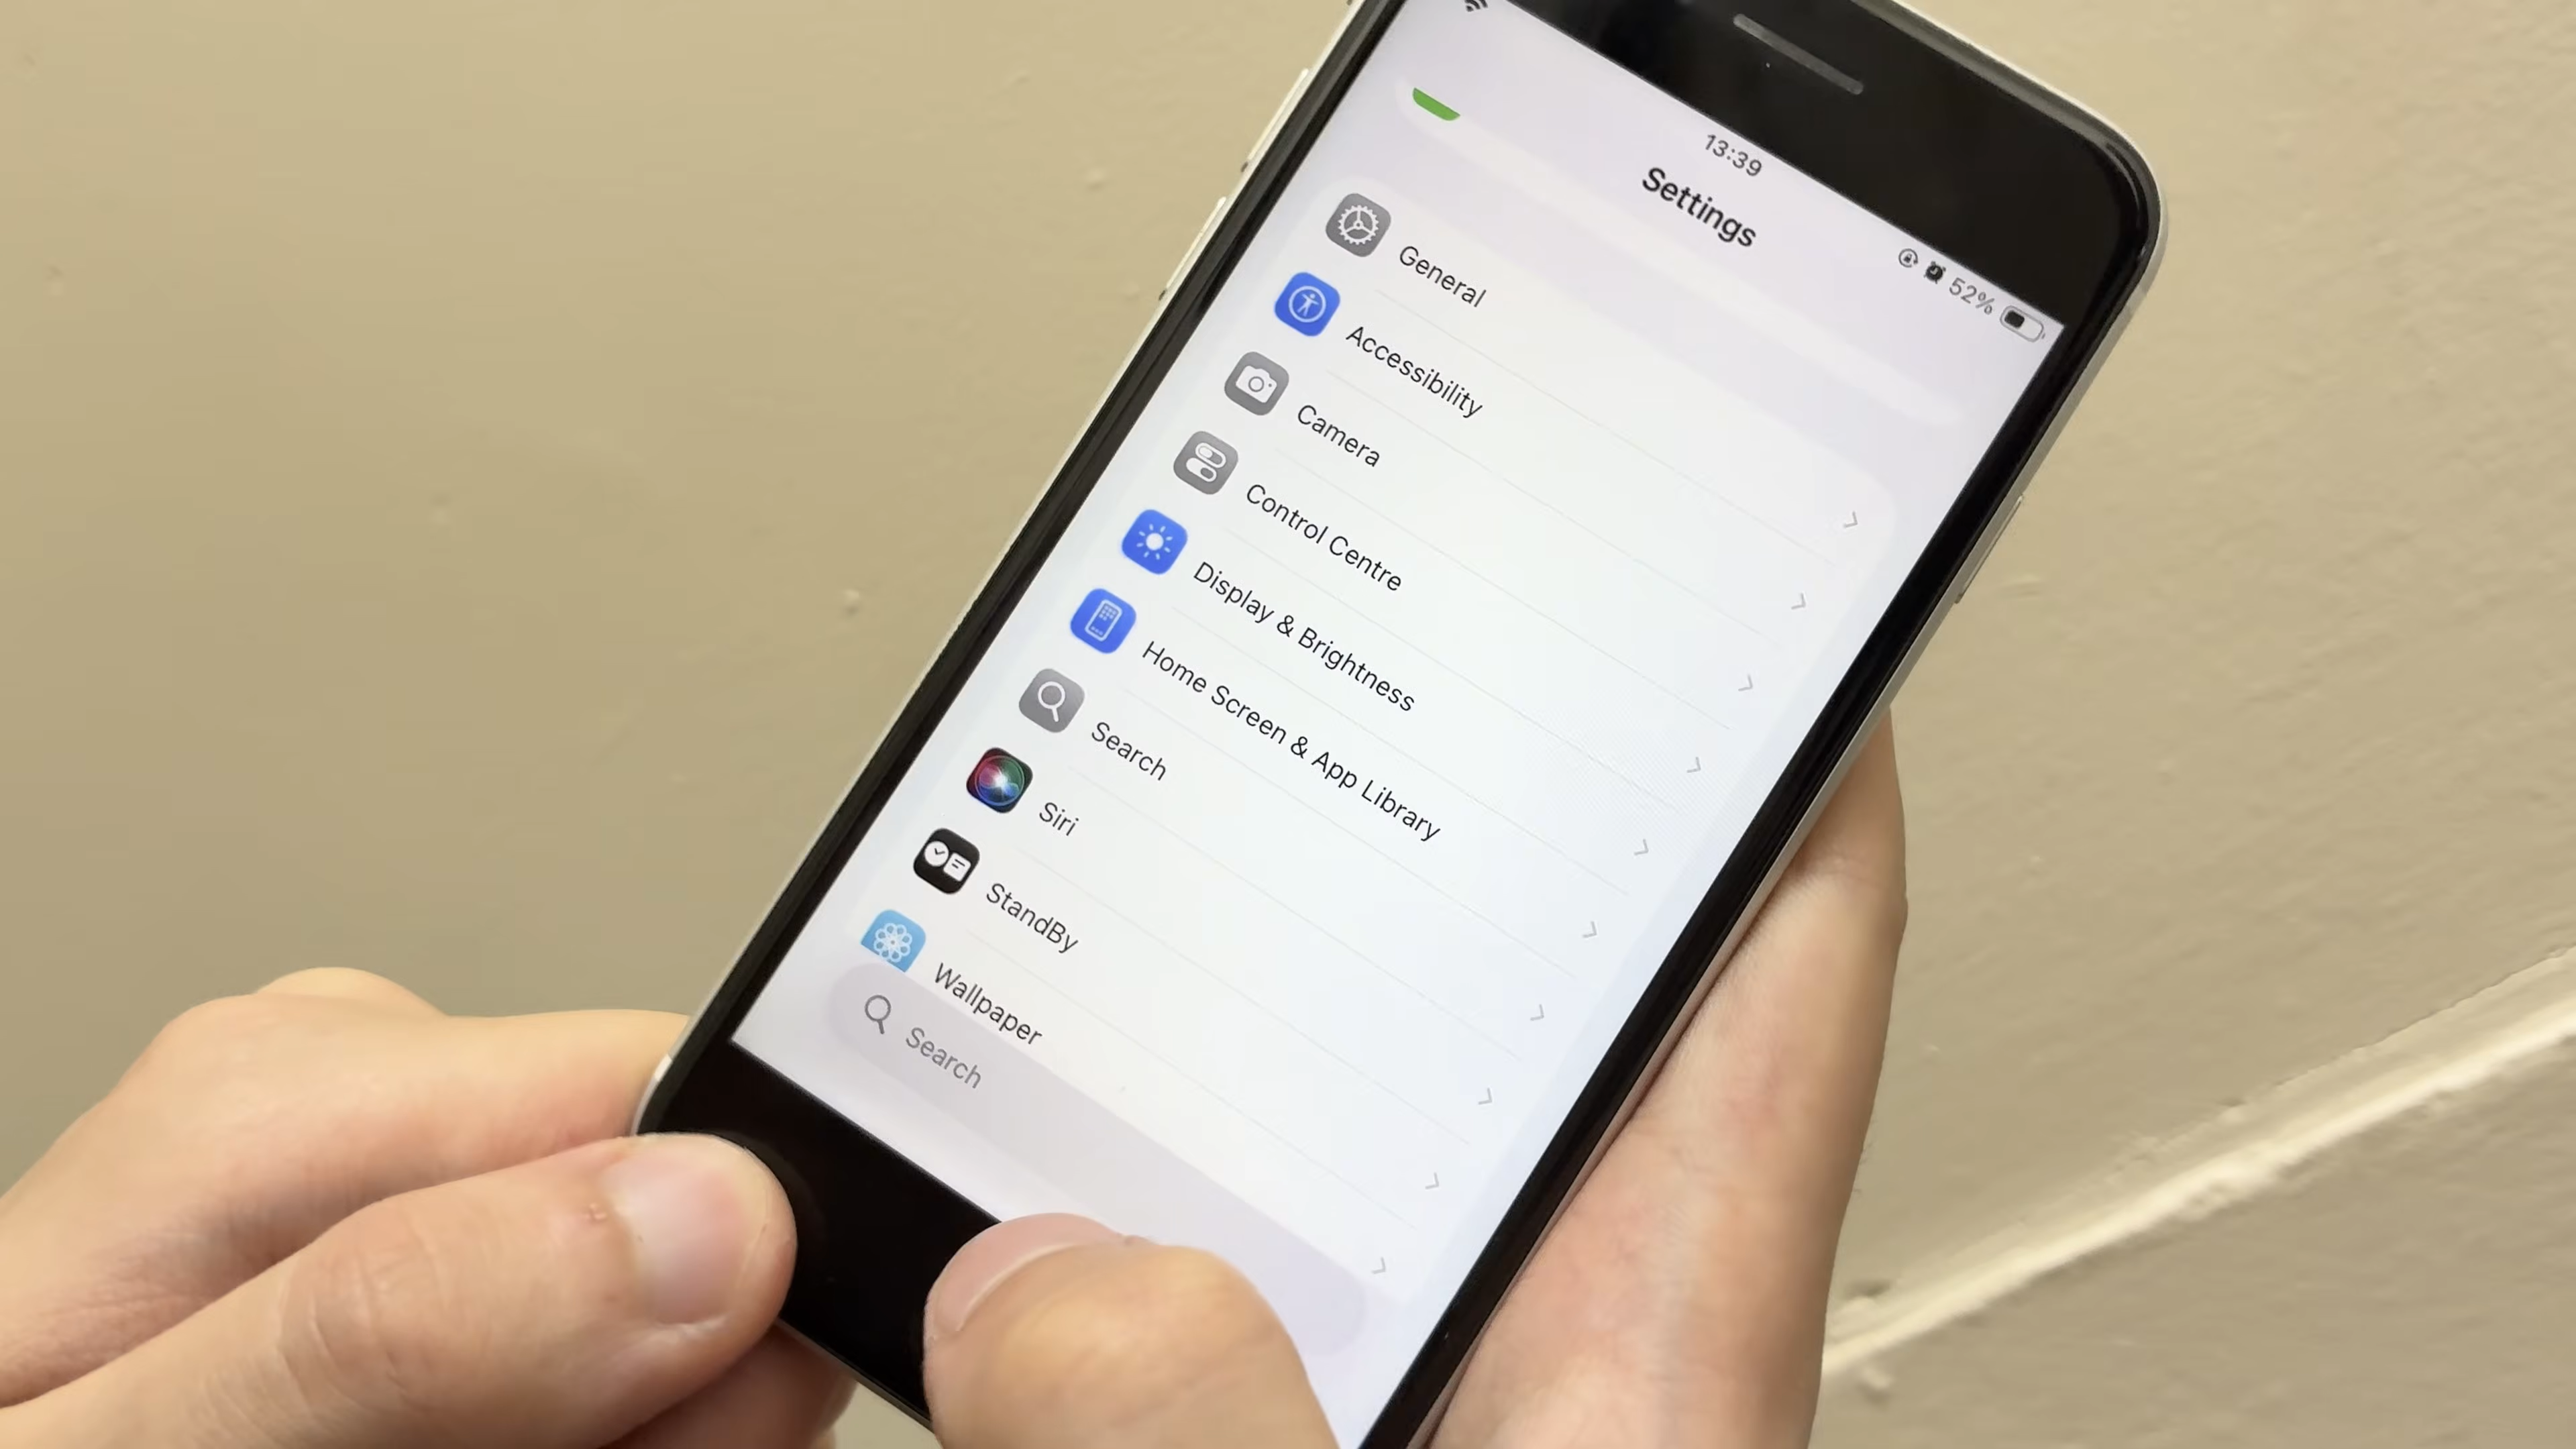 13:39
52%
Settings
General
Accessibility
Camera
Control Centre
Display & Brightness
Home Screen & App Library
Search
Siri
StandBy
Wallpaper
Search